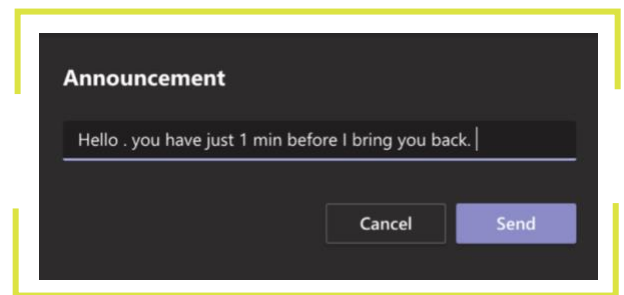 Announcement
Hello . you have just 1 min before I bring you back.
Cancel
Send